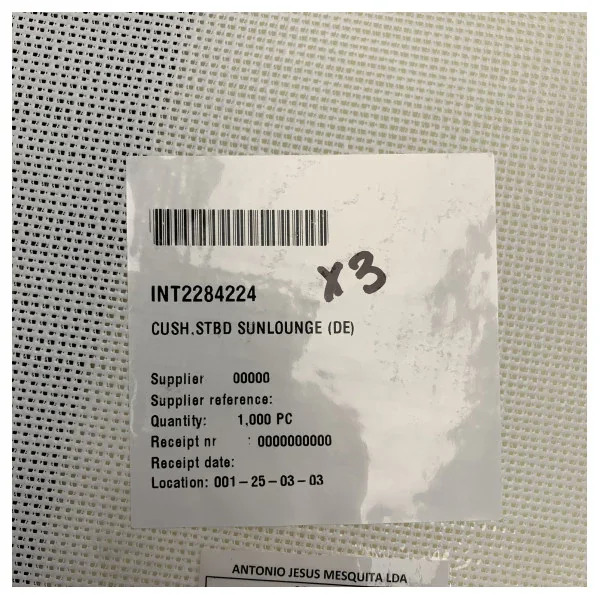 INT2284224
X3
CUSH,STBD SUNLOUNGE (DE)
Supplier 00000
Supplier reference:
Quantity: 1,000 PC
Receipt nr : 0000000000
Receipt date:
Location: 001-25-03-03
ANTONIO JESUS MESQUITA LDA